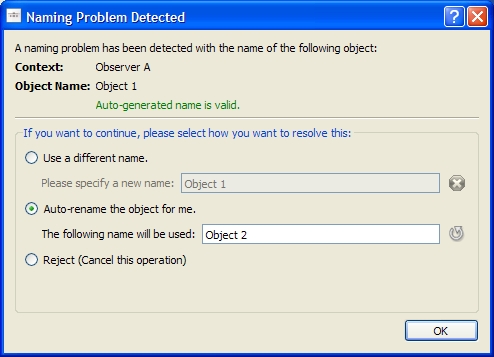 Naming Problem Detected
A naming problem has been detected with the name of the following object:
Context: Observer A
Object Name: Object 1
Auto-generated name is valid.
If you want to continue, please select how you want to resolve this:
Use a different name.
Please specify a new name: Object 1
Auto-rename the object for me.
The following name will be used: Object 2
Reject (Cancel this operation)
OK